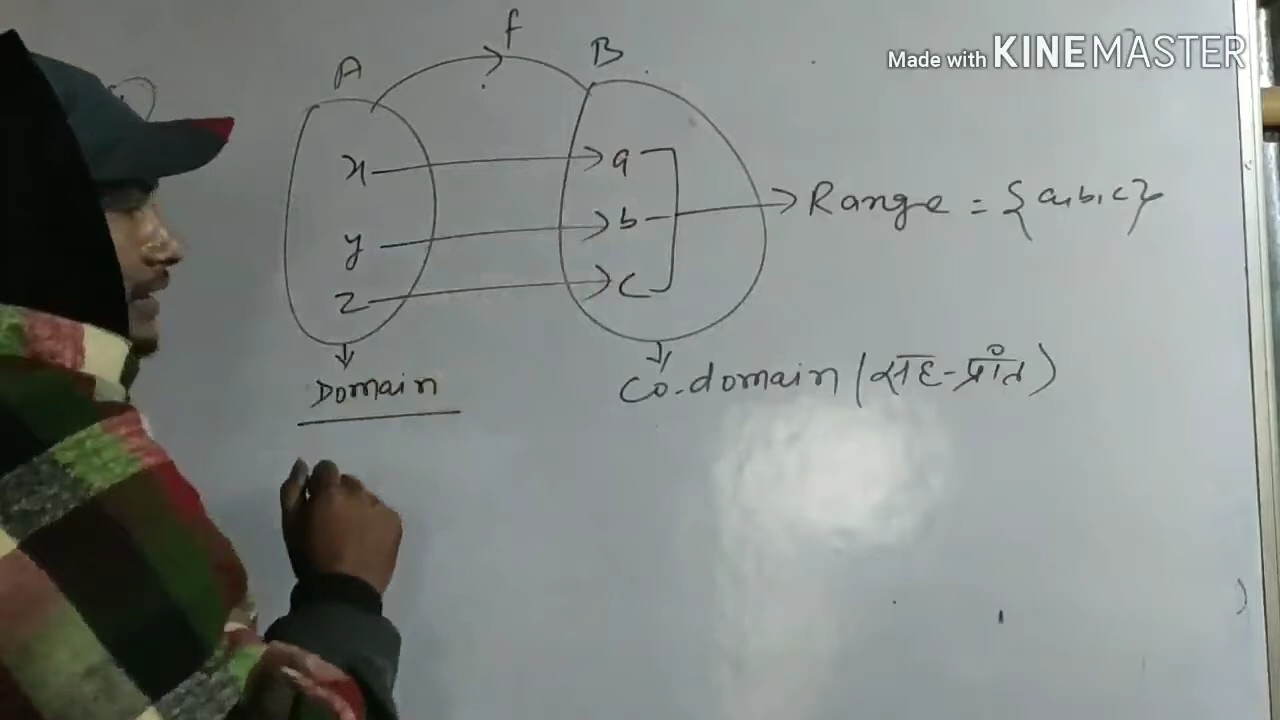 Made with KINEMASTER
f
A B
x a
y b
z c
Range = {a,b,c}
Domain
Co-domain (सह-प्राँत)